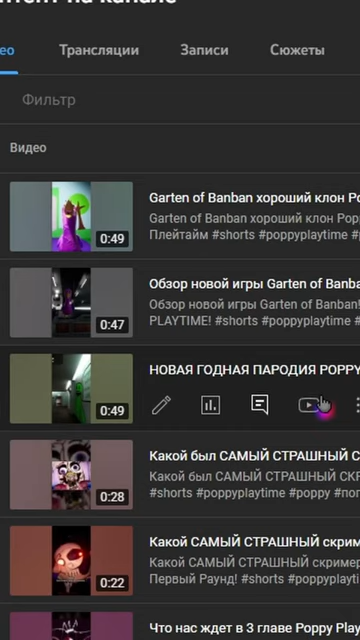 Трансляции
Записи
Сюжеты
Фильтр
Видео
Garten of Banban хороший клон
Garten of Banban хороший клон
Плейтайм #shorts #poppyplaytime
0:49
Обзор новой игры Garten of
Обзор новой игры Garten of Banban!
PLAYTIME! #shorts #poppyplaytime
0:47
НОВАЯ ГОДНАЯ ПАРОДИЯ POPPY
0:49
Какой был САМЫЙ СТРАШНЫЙ
Какой был САМЫЙ СТРАШНЫЙ
#shorts #poppyplaytime #poppy
0:28
Какой САМЫЙ СТРАШНЫЙ
Какой САМЫЙ СТРАШНЫЙ
Первый Раунд! #shorts
0:22
Что нас ждет в 3 главе Poppy